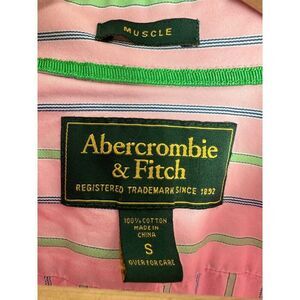 MUSCLE
Abercrombie
& Fitch
REGISTERED TRADEMARK SINCE 1892
100% COTTON
MADE IN
CHINA
S
OVER FOR CARE